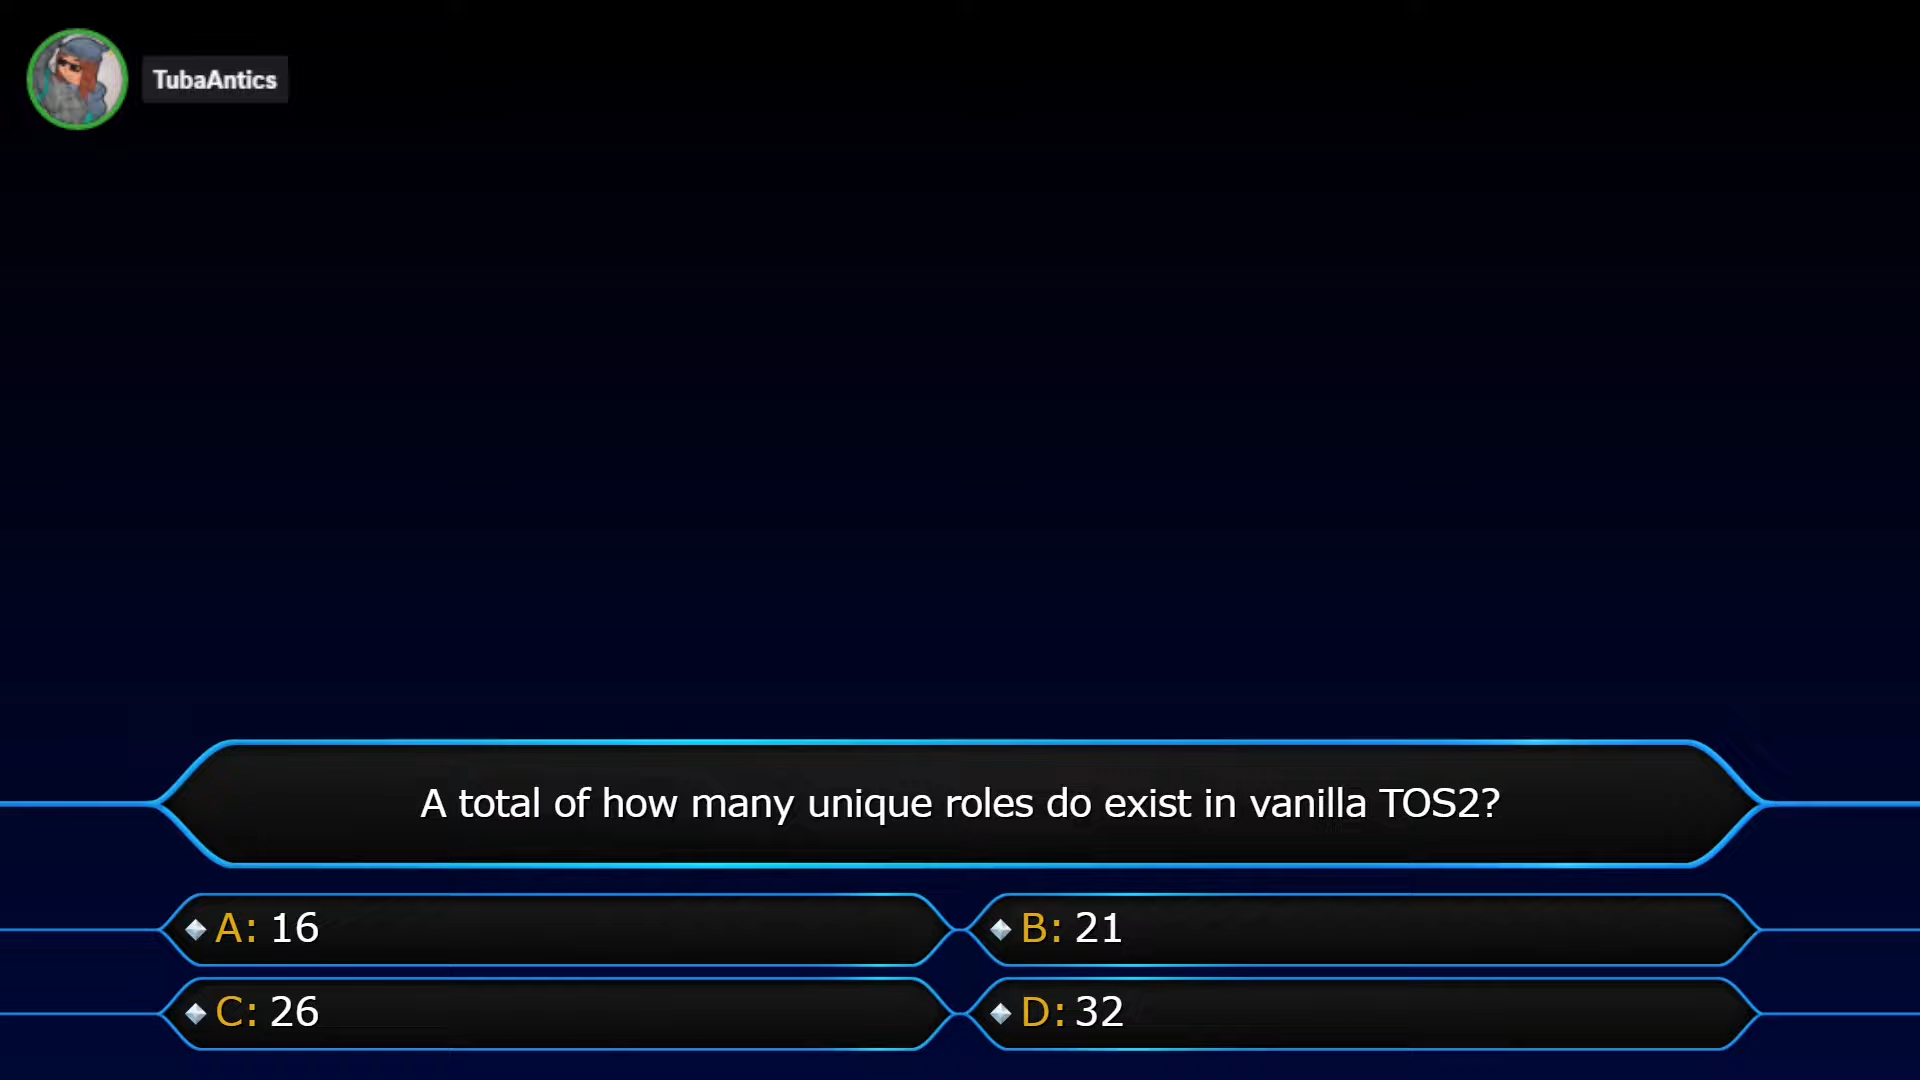 TubaAntics
A total of how many unique roles do exist in vanilla TOS2?
A: 16
B: 21
C: 26
D: 32